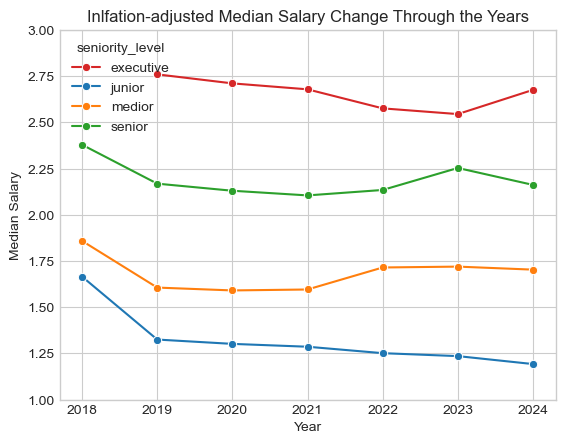 Inlfation-adjusted Median Salary Change Through the Years
3.00
2.75
2.50
2.25
2.00
1.75
1.50
1.25
1.00
Median Salary
seniority_level
executive
junior
medior
senior
2018 2019 2020 2021 2022 2023 2024
Year